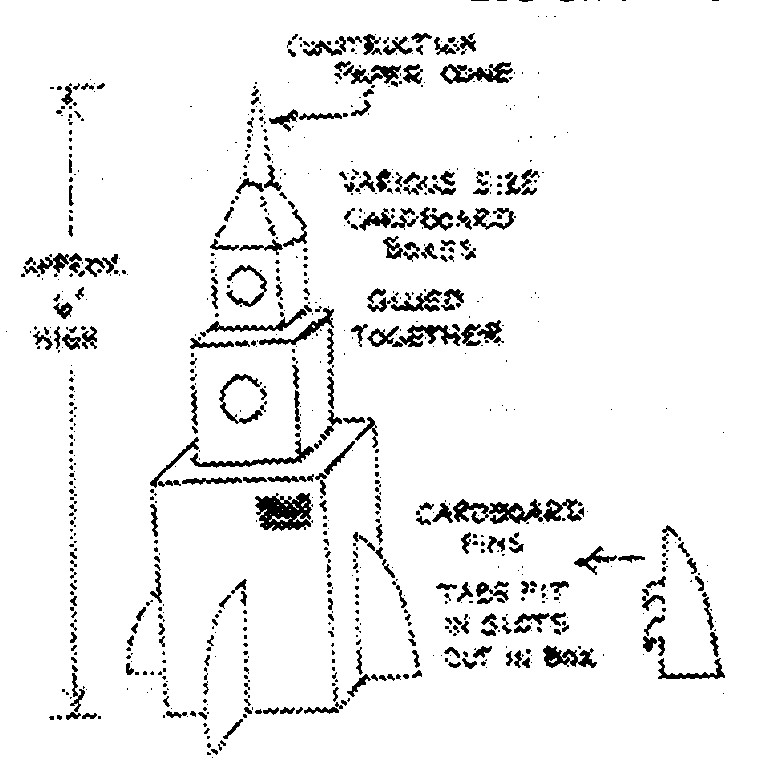 CONSTRUCTION
PAPER CONE
VARIOUS SIZE
CARDBOARD
BOXES
GLUED
TOGETHER
APPROX.
6'
HIGH
CARDBOARD
FINS
TABS FIT
IN SLOTS
CUT IN BOX